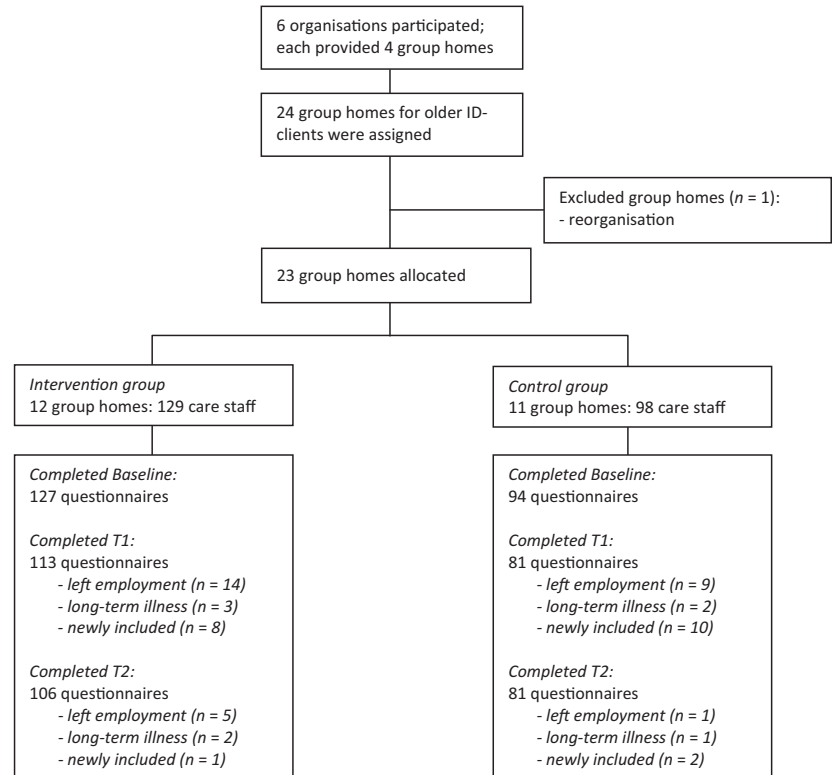 6 organisations participated;
each provided 4 group homes
24 group homes for older ID-
clients were assigned
Excluded group homes (n = 1):
- reorganisation
23 group homes allocated
Intervention group
12 group homes: 129 care staff
Control group
11 group homes: 98 care staff
Completed Baseline:
127 questionnaires
Completed T1:
113 questionnaires
- left employment (n = 14)
- long-term illness (n = 3)
- newly included (n = 8)
Completed T2:
106 questionnaires
- left employment (n = 5)
- long-term illness (n = 2)
- newly included (n = 1)
Completed Baseline:
94 questionnaires
Completed T1:
81 questionnaires
- left employment (n = 9)
- long-term illness (n = 2)
- newly included (n = 10)
Completed T2:
81 questionnaires
- left employment (n = 1)
- long-term illness (n = 1)
- newly included (n = 2)